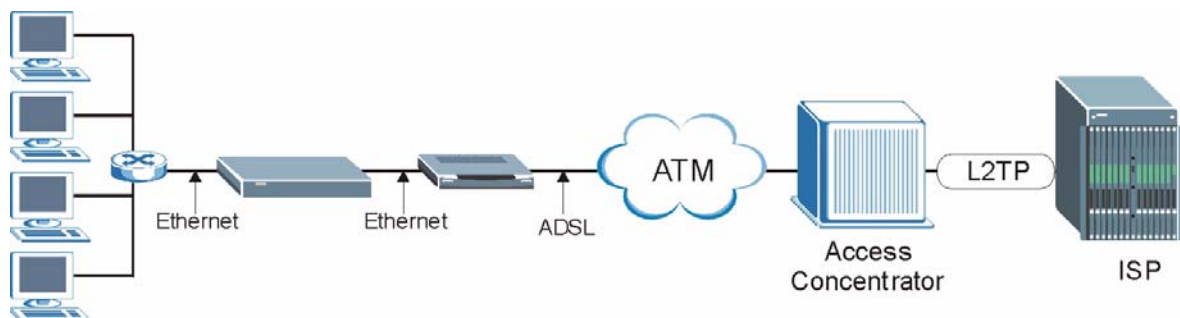 Ethernet
Ethernet
ADSL
ATM
Access
Concentrator
L2TP
ISP